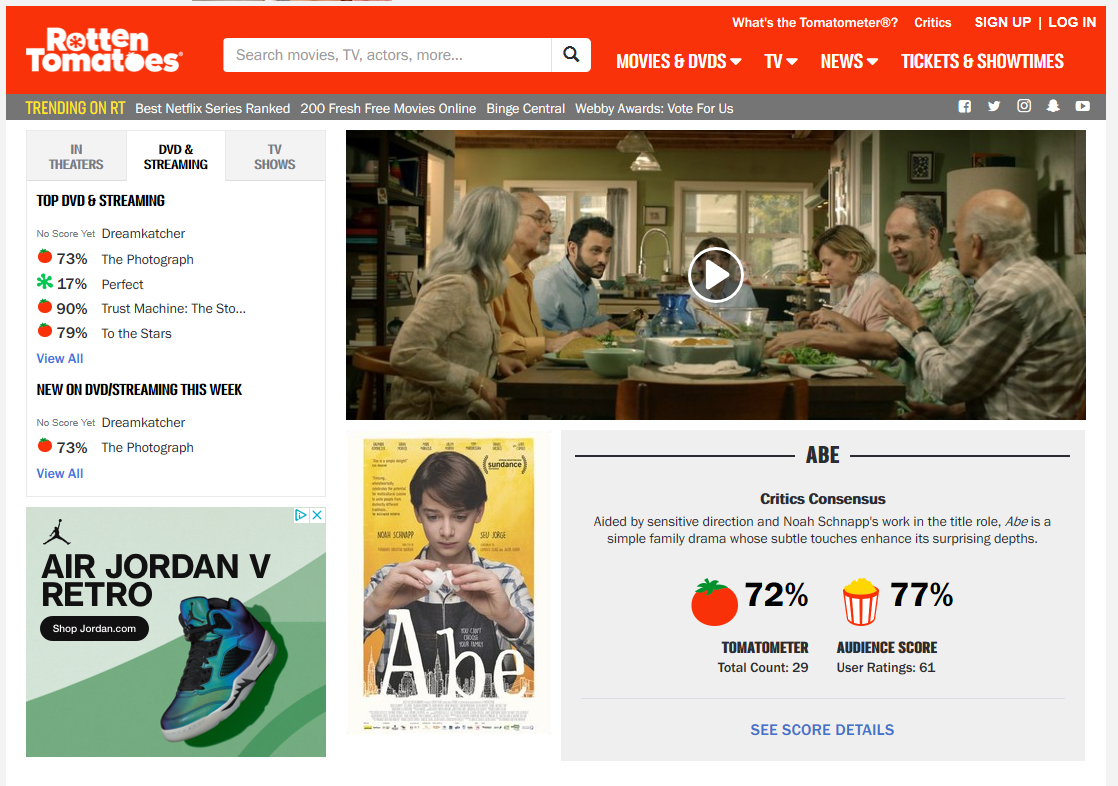 What's the Tomatometer®?
Critics
SIGN UP | LOG IN
Rotten
Tomatoes®
Search movies, TV, actors, more...
MOVIES & DVDS
TV
NEWS
TICKETS & SHOWTIMES
TRENDING ON RT
Best Netflix Series Ranked
200 Fresh Free Movies Online
Binge Central
Webby Awards: Vote For Us
IN
THEATERS
DVD &
STREAMING
TV
SHOWS
TOP DVD & STREAMING
No Score Yet Dreamkatcher
73% The Photograph
17% Perfect
90% Trust Machine: The Sto...
79% To the Stars
View All
NEW ON DVD/STREAMING THIS WEEK
No Score Yet Dreamkatcher
73% The Photograph
View All
AIR JORDAN V
RETRO
Shop Jordan.com
sundance
NOAH SCHNAPP
SEU JORGE
YOU CAN'T
CHOOSE
YOUR FAMILY
Abe
ABE
Critics Consensus
Aided by sensitive direction and Noah Schnapp's work in the title role, Abe is a
simple family drama whose subtle touches enhance its surprising depths.
72%
77%
TOMATOMETER
AUDIENCE SCORE
Total Count: 29
User Ratings: 61
SEE SCORE DETAILS